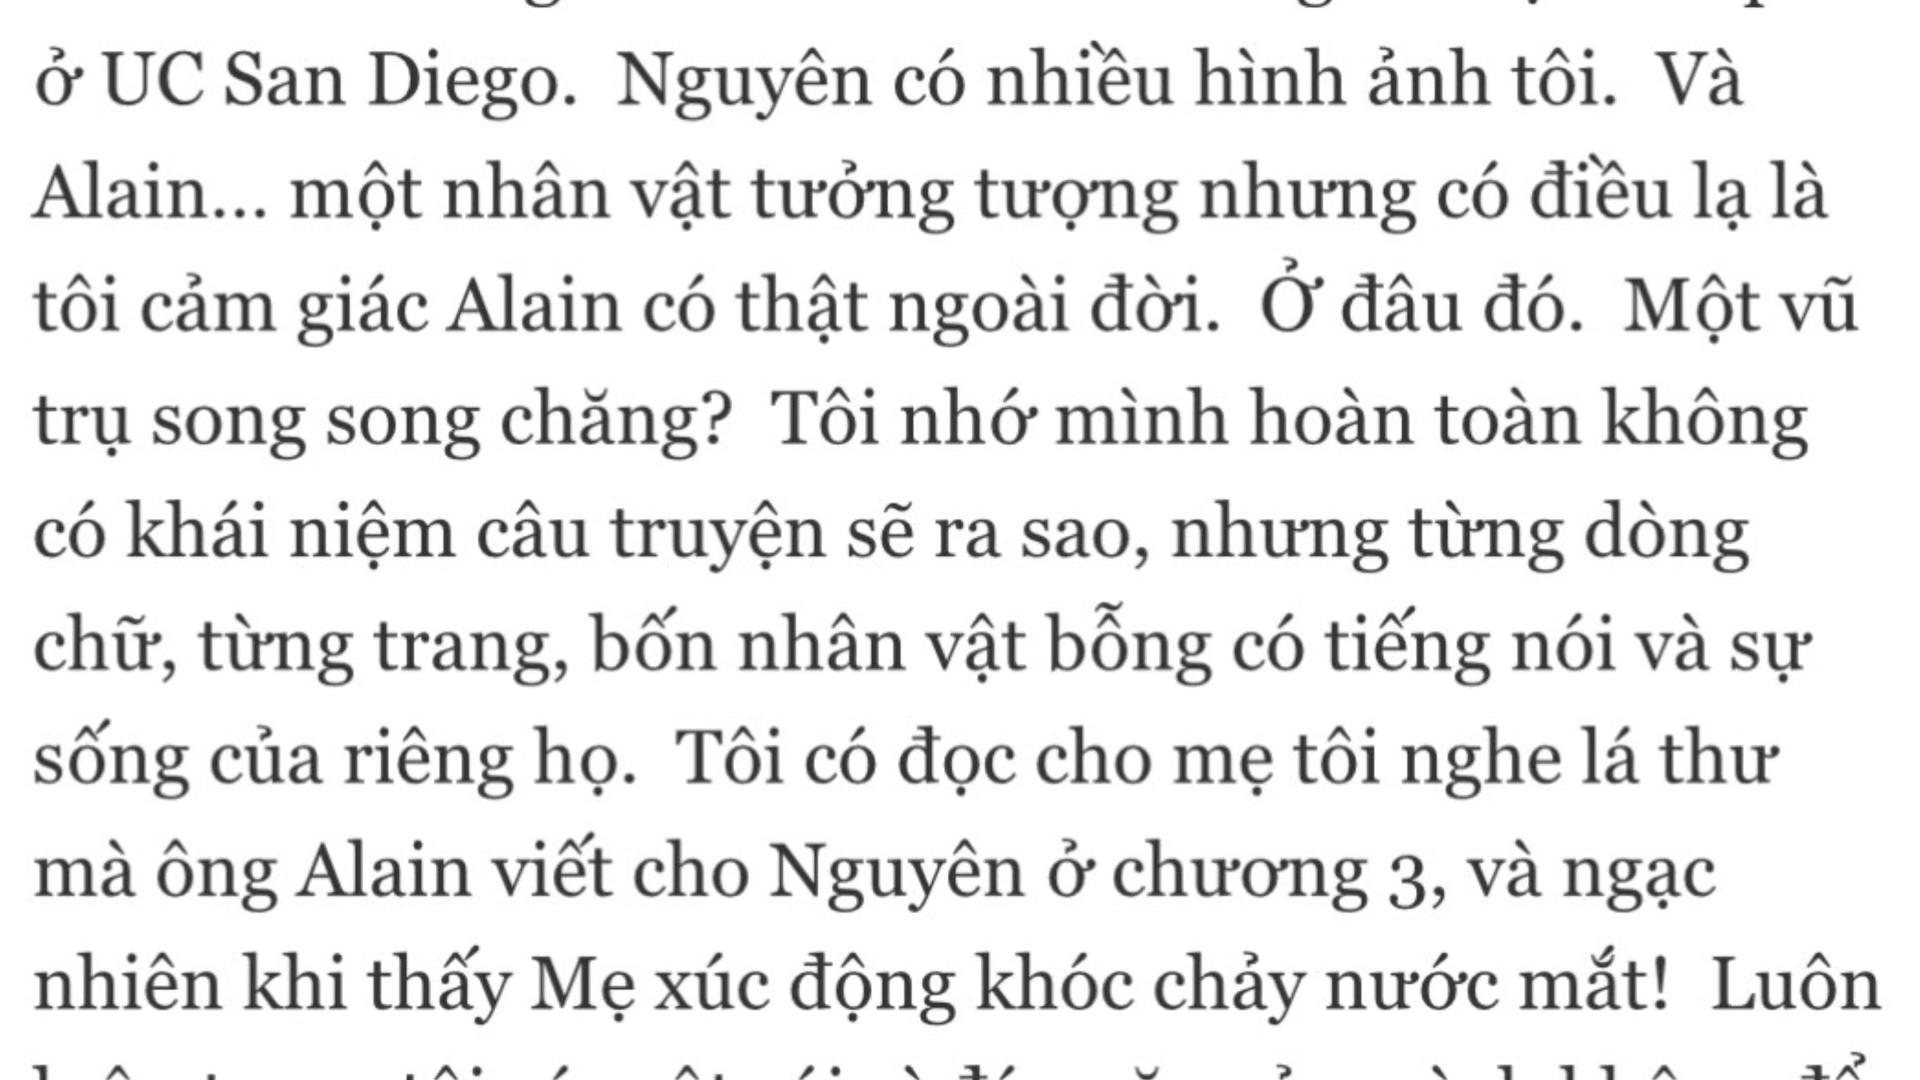 ở UC San Diego.  Nguyên có nhiều hình ảnh tôi.  Và
Alain... một nhân vật tưởng tượng nhưng có điều lạ là
tôi cảm giác Alain có thật ngoài đời.  Ở đâu đó.  Một vũ
trụ song song chăng?  Tôi nhớ mình hoàn toàn không
có khái niệm câu truyện sẽ ra sao, nhưng từng dòng
chữ, từng trang, bốn nhân vật bỗng có tiếng nói và sự
sống của riêng họ.  Tôi có đọc cho mẹ tôi nghe lá thư
mà ông Alain viết cho Nguyên ở chương 3, và ngạc
nhiên khi thấy Mẹ xúc động khóc chảy nước mắt!  Luôn